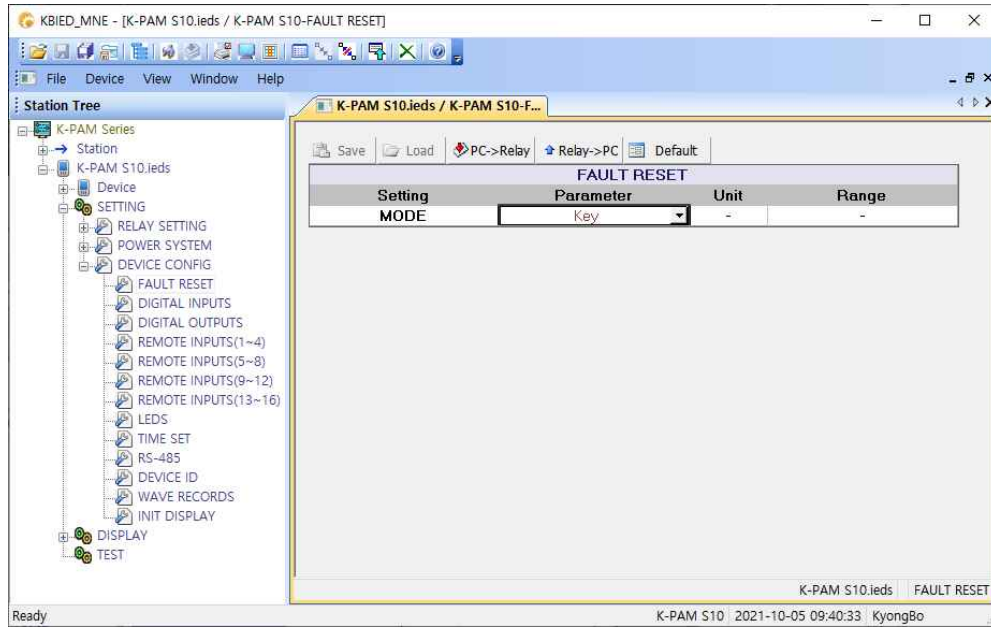 KBIED_MNE - [K-PAM S10.ieds / K-PAM S10-FAULT RESET]
File Device View Window Help
Station Tree
K-PAM S10.ieds / K-PAM S10-F...
K-PAM Series
Station
K-PAM S10.ieds
Device
SETTING
RELAY SETTING
POWER SYSTEM
DEVICE CONFIG
FAULT RESET
DIGITAL INPUTS
DIGITAL OUTPUTS
REMOTE INPUTS(1~4)
REMOTE INPUTS(5~8)
REMOTE INPUTS(9~12)
REMOTE INPUTS(13~16)
LEDS
TIME SET
RS-485
DEVICE ID
WAVE RECORDS
INIT DISPLAY
DISPLAY
TEST
Save Load PC->Relay Relay->PC Default
FAULT RESET
Setting Parameter Unit Range
MODE Key - -
K-PAM S10.ieds FAULT RESET
Ready K-PAM S10 2021-10-05 09:40:33 KyongBo